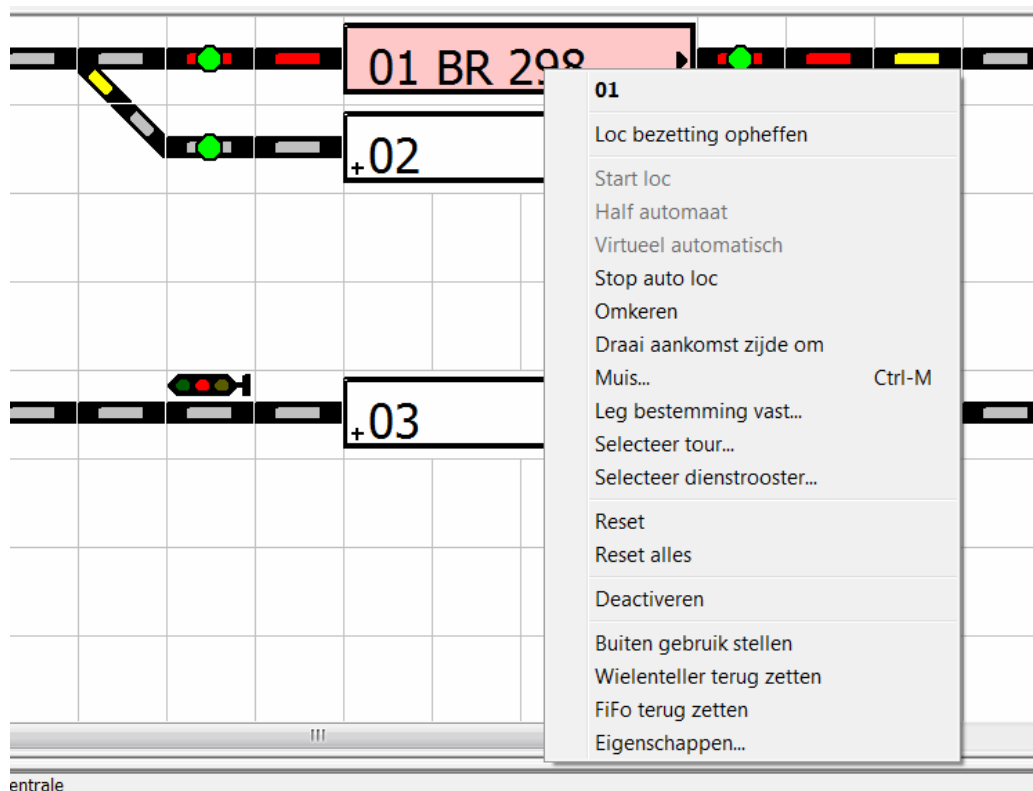 01 BR 298
+02
+03
01
Loc bezetting opheffen
Start loc
Half automaat
Virtueel automatisch
Stop auto loc
Omkeren
Draai aankomst zijde om
Muis... Ctrl-M
Leg bestemming vast...
Selecteer tour...
Selecteer dienstrooster...
Reset
Reset alles
Deactiveren
Buiten gebruik stellen
Wielenteller terug zetten
FiFo terug zetten
Eigenschappen...
entrale